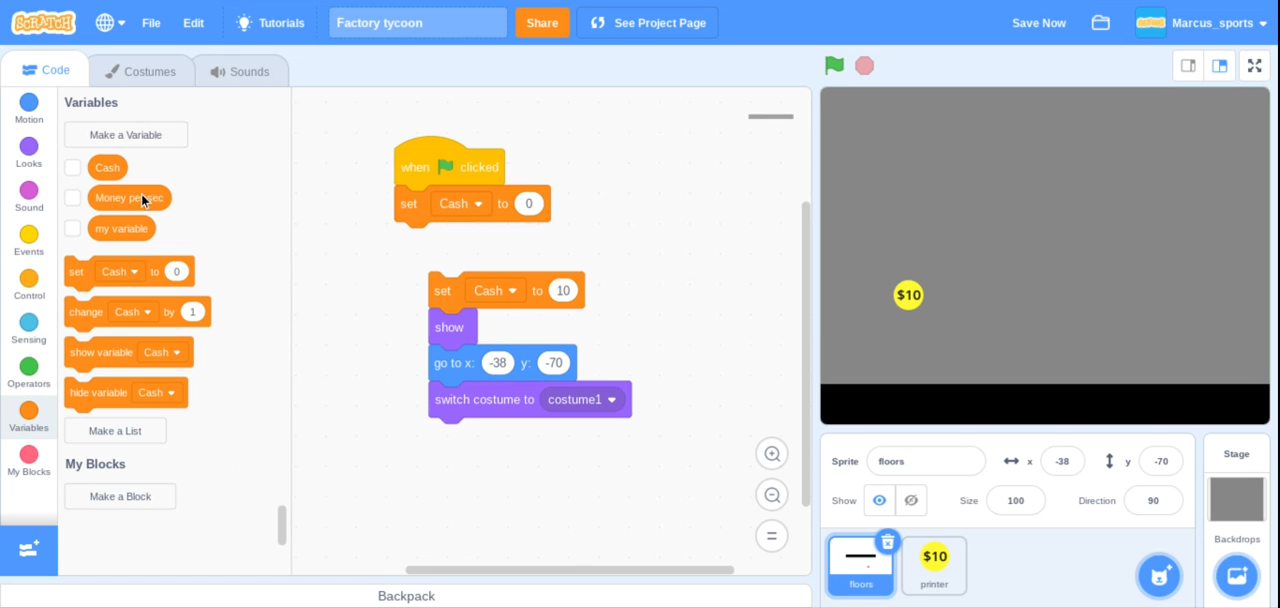 SCRATCH File Edit Tutorials Factory tycoon Share See Project Page Save Now Marcus_sports
Code Costumes Sounds
Variables
Motion
Looks
Sound
Events
Control
Sensing
Operators
Variables
My Blocks
Make a Variable
Cash
Money per sec
my variable
set Cash to 0
change Cash by 1
show variable Cash
hide variable Cash
Make a List
My Blocks
Make a Block
when clicked
set Cash to 0
set Cash to 10
show
go to x: -38 y: -70
switch costume to costume1
Backpack
$10
Sprite floors x -38 y -70
Show Size 100 Direction 90
floors
$10
printer
Stage
Backdrops